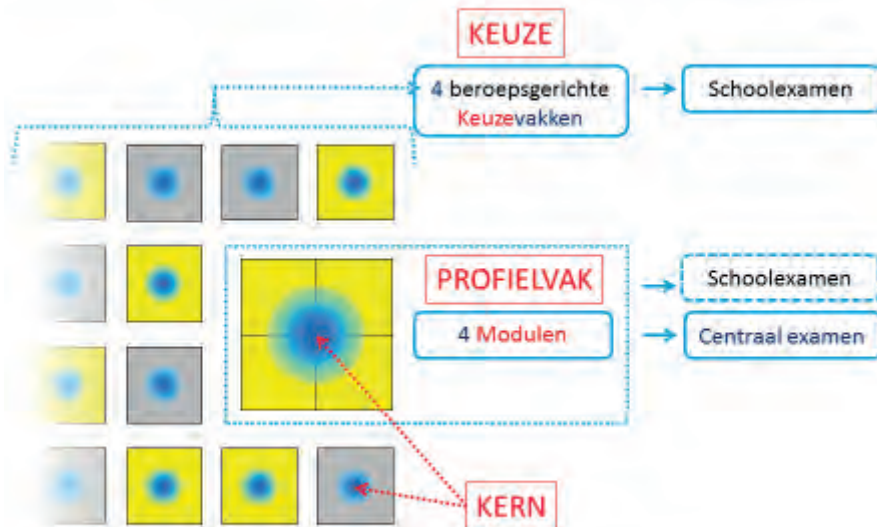 KEUZE
4 beroepsgerichte
Keuzevakken
Schoolexamen
PROFIELVAK
Schoolexamen
4 Modulen
Centraal examen
KERN